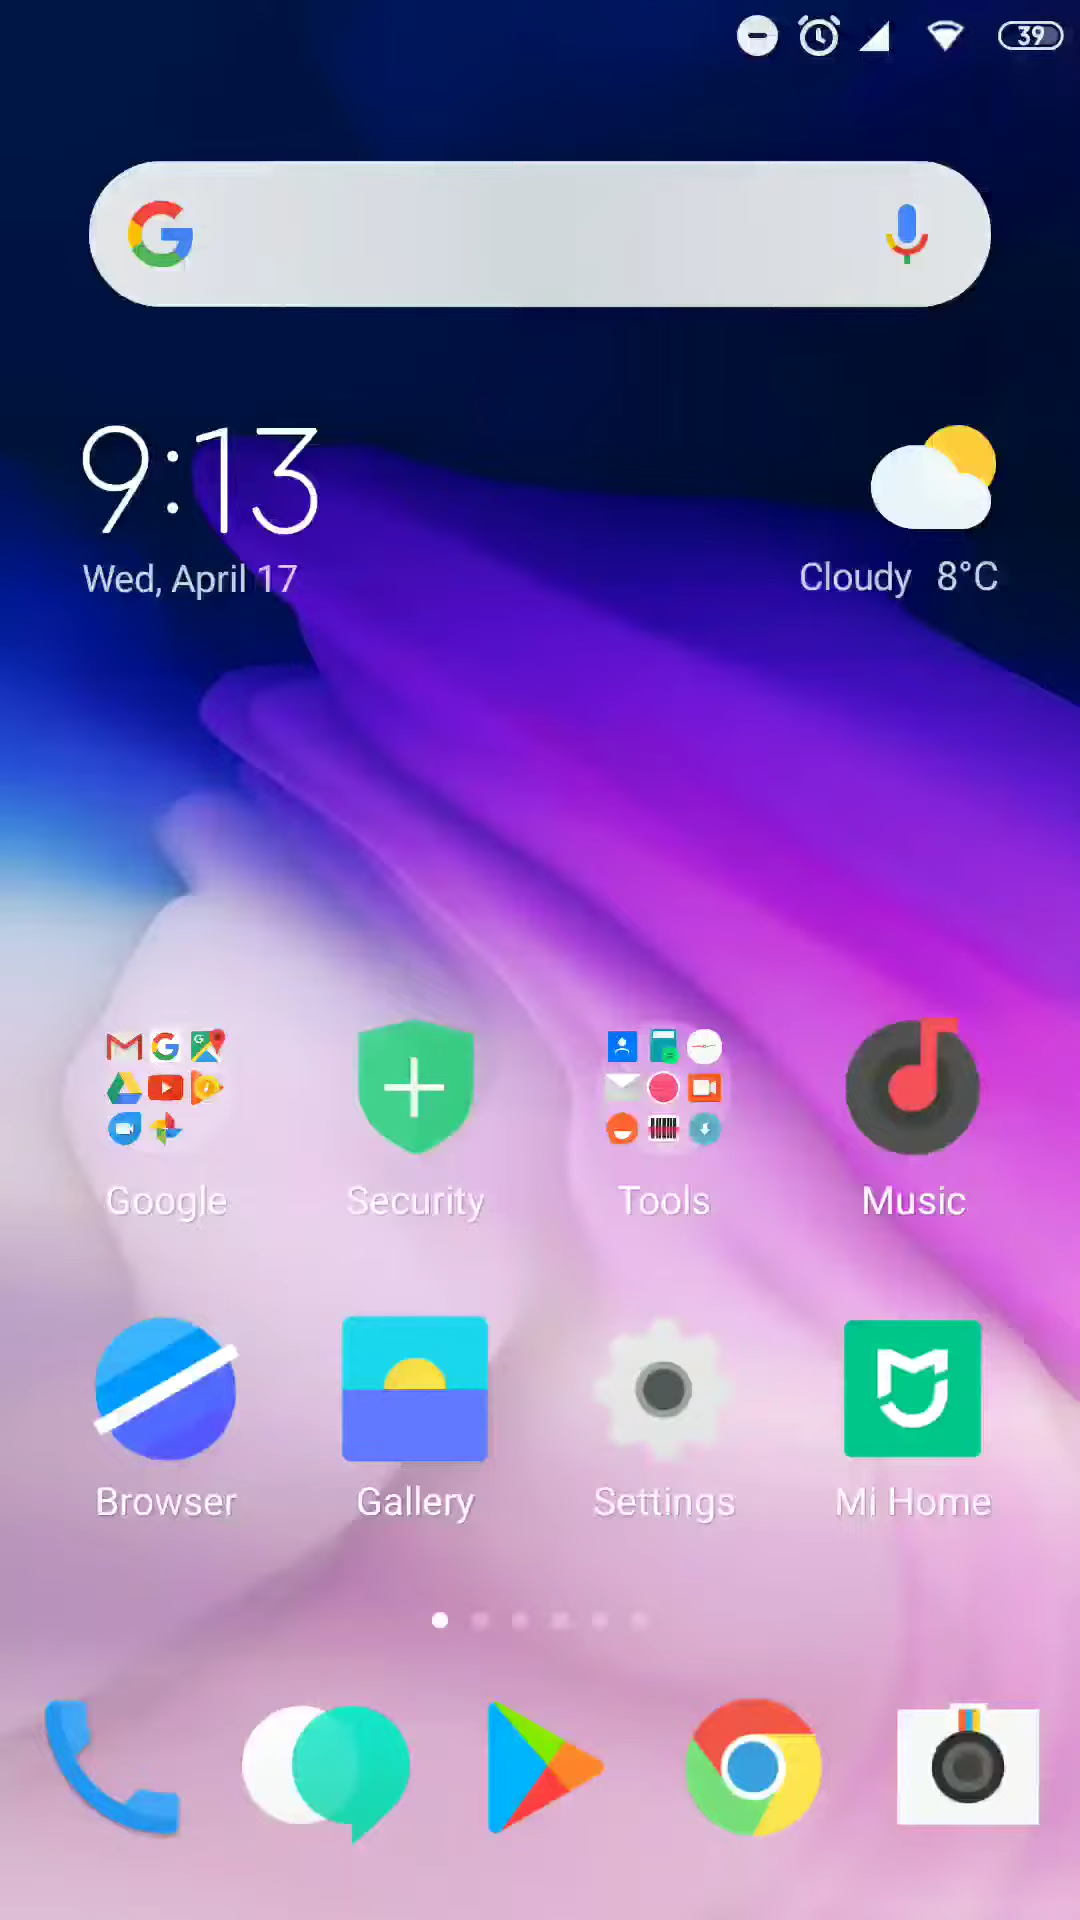 39
9:13
Wed, April 17
Cloudy 8°C
Google
Security
Tools
Music
Browser
Gallery
Settings
Mi Home